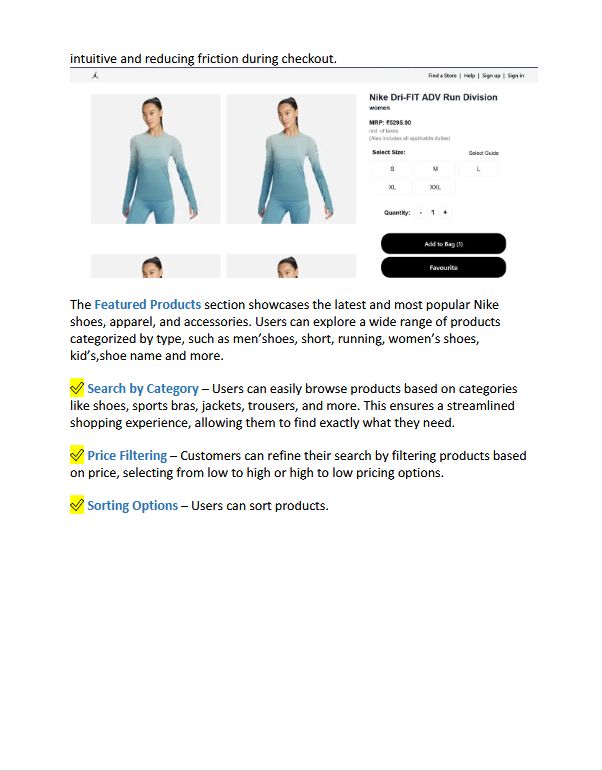 intuitive and reducing friction during checkout.
Find a Store | Help | Sign up | Sign in
Nike Dri-FIT ADV Run Division
women
MRP: ₹5295.00
incl. of taxes
(Also includes all applicable duties)
Select Size: Select Guide
S M L
XL XXL
Quantity: - 1 +
Add to Bag (1)
Favourite
The Featured Products section showcases the latest and most popular Nike
shoes, apparel, and accessories. Users can explore a wide range of products
categorized by type, such as men’shoes, short, running, women’s shoes,
kid’s,shoe name and more.
✅ Search by Category – Users can easily browse products based on categories
like shoes, sports bras, jackets, trousers, and more. This ensures a streamlined
shopping experience, allowing them to find exactly what they need.
✅ Price Filtering – Customers can refine their search by filtering products based
on price, selecting from low to high or high to low pricing options.
✅ Sorting Options – Users can sort products.